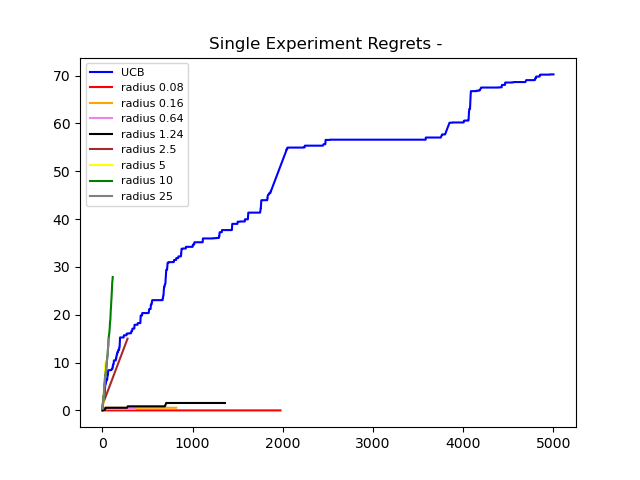 Single Experiment Regrets -
70
60
50
40
30
20
10
0
UCB
radius 0.08
radius 0.16
radius 0.64
radius 1.24
radius 2.5
radius 5
radius 10
radius 25
0 1000 2000 3000 4000 5000